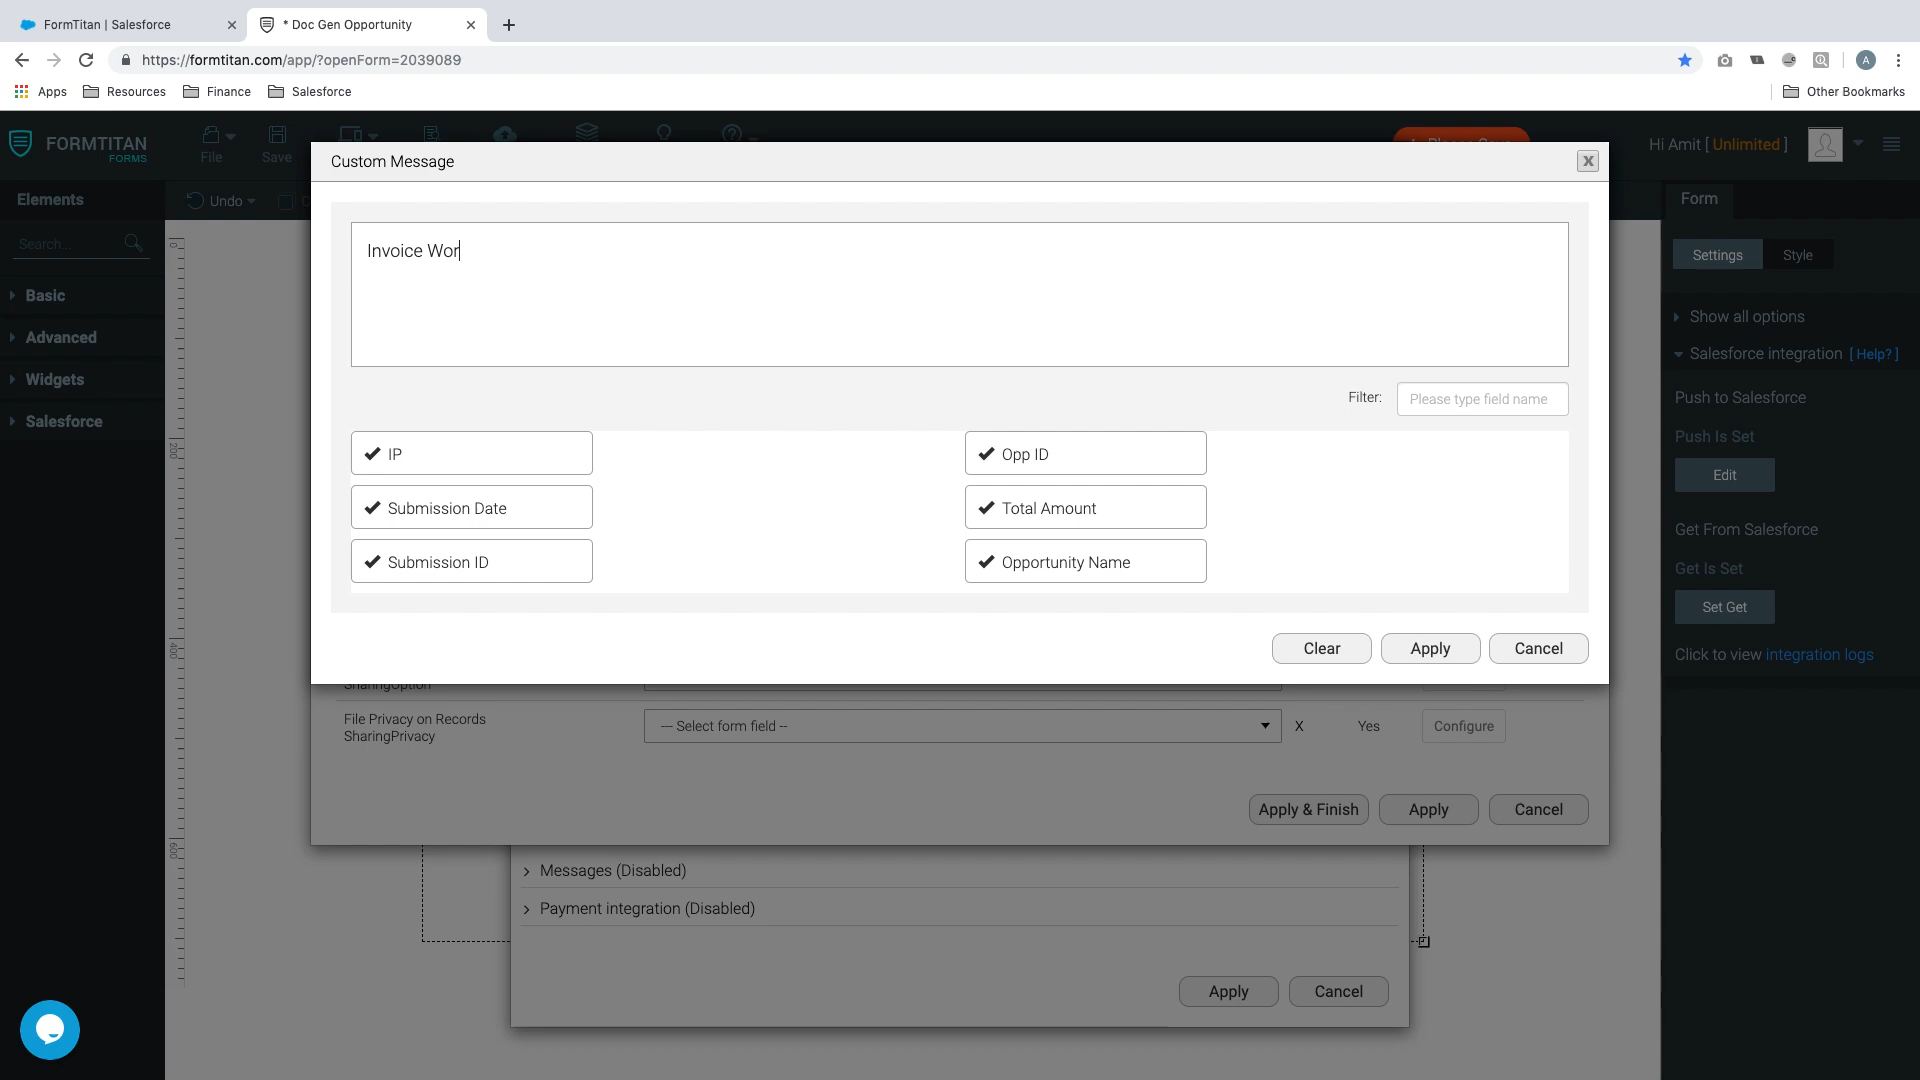 FormTitan | Salesforce
* Doc Gen Opportunity
https://formtitan.com/app/?openForm=2039089
A
Apps
Resources
Finance
Salesforce
Other Bookmarks
FORMTITAN
FORMS
File
Save
Hi Amit [ Unlimited ]
Custom Message
X
Elements
Undo
Form
Search...
0
Invoice Wor
Settings
Style
Basic
Show all options
Advanced
Salesforce integration [ Help? ]
Widgets
Filter:
Please type field name
Push to Salesforce
Salesforce
Push Is Set
200
IP
Opp ID
Edit
Submission Date
Total Amount
Get From Salesforce
Submission ID
Opportunity Name
Get Is Set
Set Get
400
Clear
Apply
Cancel
Click to view integration logs
SharingOption
File Privacy on Records
SharingPrivacy
--- Select form field --
X
Yes
Configure
Apply & Finish
Apply
Cancel
600
Messages (Disabled)
Payment integration (Disabled)
Apply
Cancel